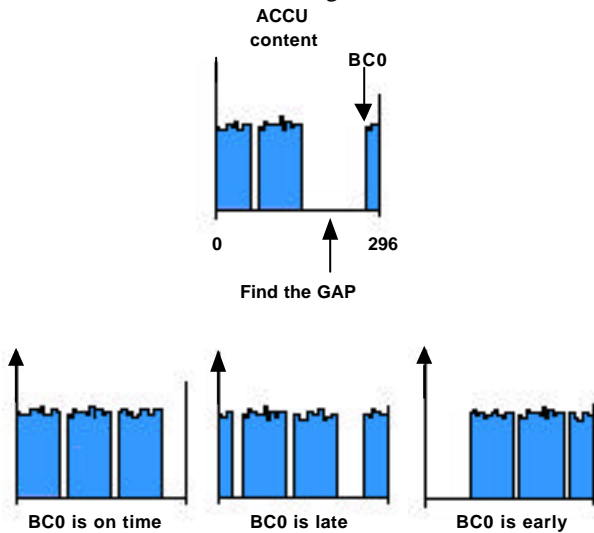 ACCU
content
BC0
0 296
Find the GAP
BC0 is on time BC0 is late BC0 is early